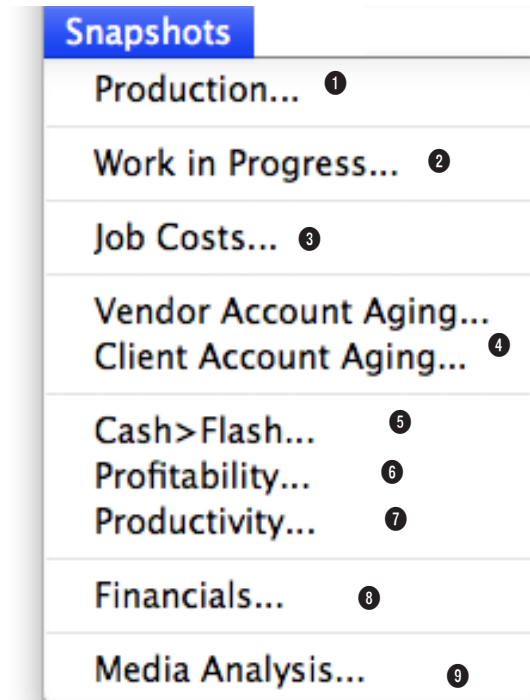 Snapshots
Production... 1
Work in Progress... 2
Job Costs... 3
Vendor Account Aging...
Client Account Aging... 4
Cash>Flash... 5
Profitability... 6
Productivity... 7
Financials... 8
Media Analysis... 9